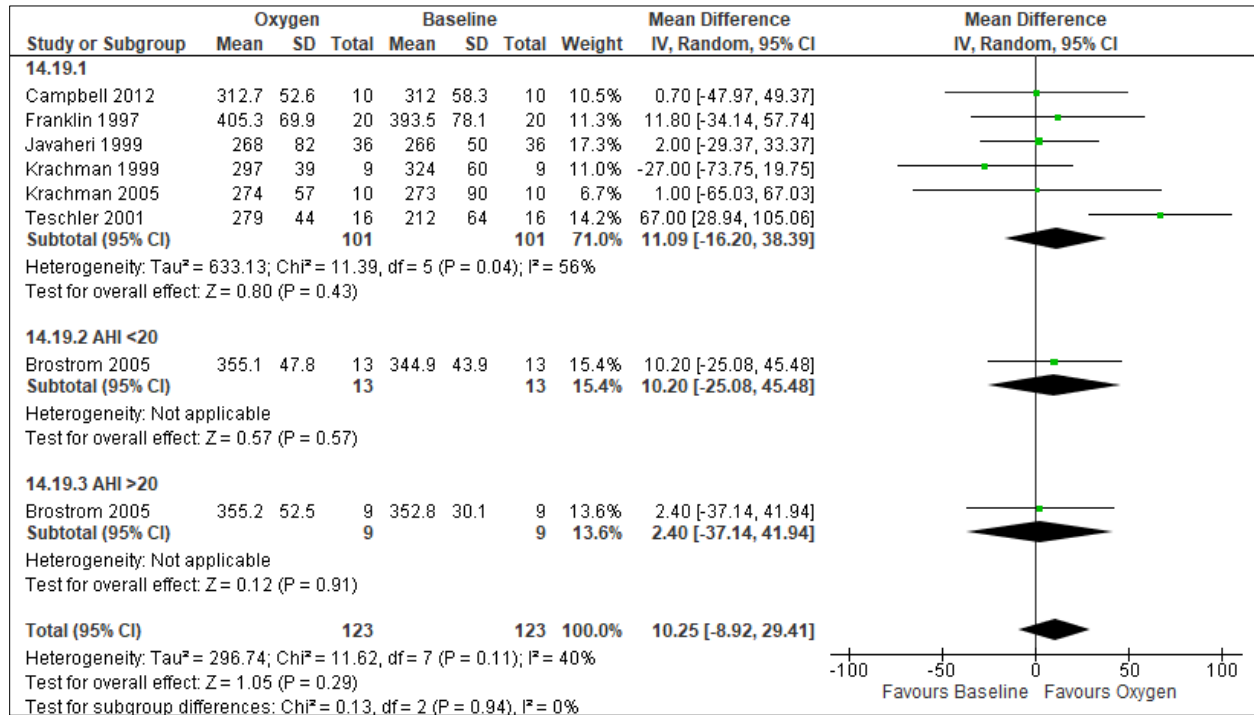 Oxygen Baseline Mean Difference Mean Difference
Study or Subgroup Mean SD Total Mean SD Total Weight IV, Random, 95% CI IV, Random, 95% CI
14.19.1
Campbell 2012 312.7 52.6 10 312 58.3 10 10.5% 0.70 [-47.97, 49.37]
Franklin 1997 405.3 69.9 20 393.5 78.1 20 11.3% 11.80 [-34.14, 57.74]
Javaheri 1999 268 82 36 266 50 36 17.3% 2.00 [-29.37, 33.37]
Krachman 1999 297 39 9 324 60 9 11.0% -27.00 [-73.75, 19.75]
Krachman 2005 274 57 10 273 90 10 6.7% 1.00 [-65.03, 67.03]
Teschler 2001 279 44 16 212 64 16 14.2% 67.00 [28.94, 105.06]
Subtotal (95% CI) 101 101 71.0% 11.09 [-16.20, 38.39]
Heterogeneity: Tau² = 633.13; Chi² = 11.39, df = 5 (P = 0.04); I² = 56%
Test for overall effect: Z = 0.80 (P = 0.43)
14.19.2 AHI <20
Brostrom 2005 355.1 47.8 13 344.9 43.9 13 15.4% 10.20 [-25.08, 45.48]
Subtotal (95% CI) 13 13 15.4% 10.20 [-25.08, 45.48]
Heterogeneity: Not applicable
Test for overall effect: Z = 0.57 (P = 0.57)
14.19.3 AHI >20
Brostrom 2005 355.2 52.5 9 352.8 30.1 9 13.6% 2.40 [-37.14, 41.94]
Subtotal (95% CI) 9 9 13.6% 2.40 [-37.14, 41.94]
Heterogeneity: Not applicable
Test for overall effect: Z = 0.12 (P = 0.91)
Total (95% CI) 123 123 100.0% 10.25 [-8.92, 29.41]
Heterogeneity: Tau² = 296.74; Chi² = 11.62, df = 7 (P = 0.11); I² = 40%
Test for overall effect: Z = 1.05 (P = 0.29)
Test for subgroup differences: Chi² = 0.13, df = 2 (P = 0.94), I² = 0%
-100 -50 0 50 100
Favours Baseline Favours Oxygen